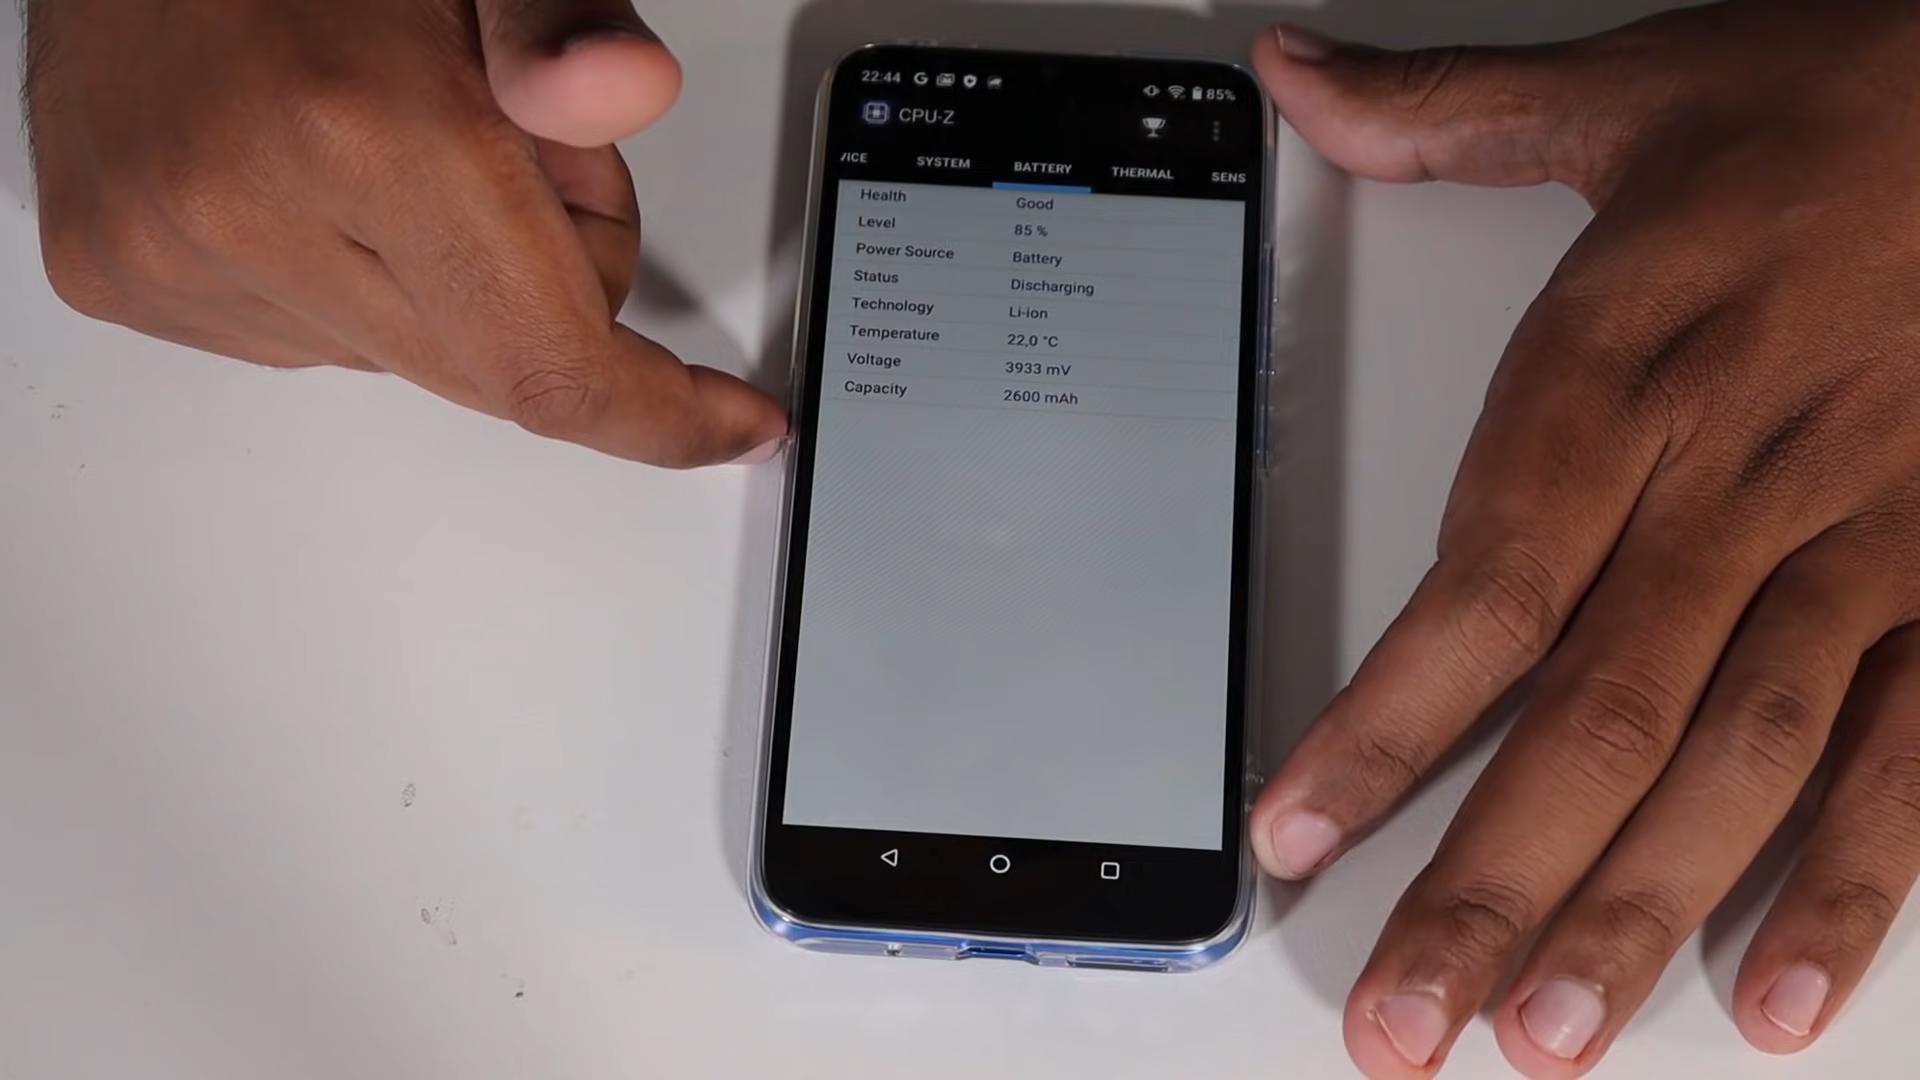 22:44 G 85%
CPU-Z
VICE SYSTEM BATTERY THERMAL SENS
Health Good
Level 85 %
Power Source Battery
Status Discharging
Technology Li-ion
Temperature 22,0 °C
Voltage 3933 mV
Capacity 2600 mAh